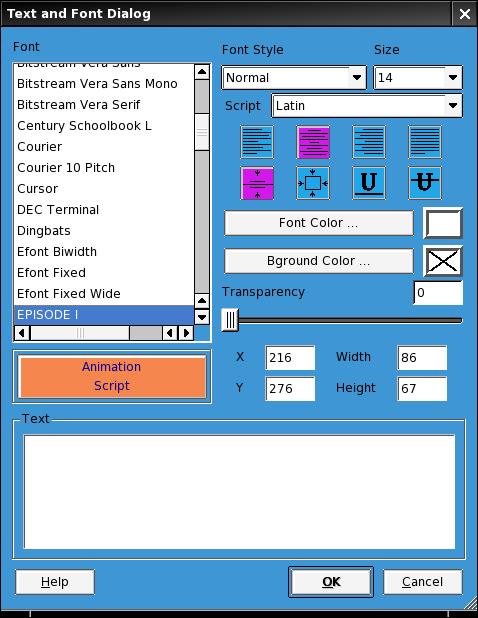 Text and Font Dialog
Font
Bitstream Vera Sans
Bitstream Vera Sans Mono
Bitstream Vera Serif
Century Schoolbook L
Courier
Courier 10 Pitch
Cursor
DEC Terminal
Dingbats
Efont Biwidth
Efont Fixed
Efont Fixed Wide
EPISODE I
Font Style
Size
Normal
14
Script
Latin
U
U
Font Color ...
Bground Color ...
Transparency
0
X
216
Width
86
Y
276
Height
67
Animation
Script
Text
Help
OK
Cancel